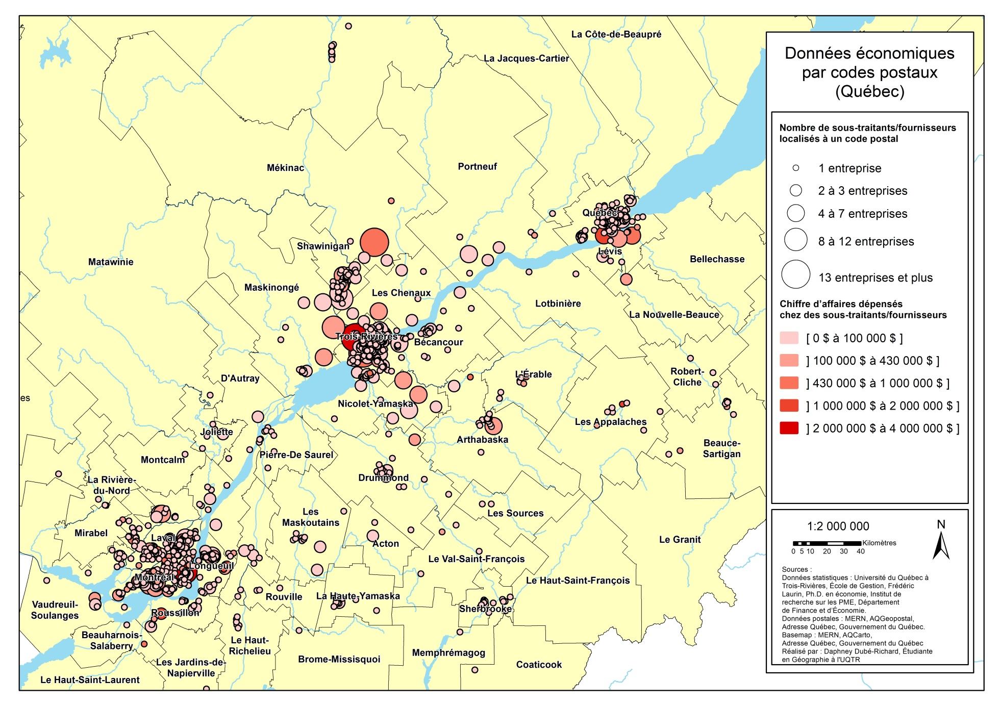 La Côte-de-Beaupré
La Jacques-Cartier
Mékinac
Portneuf
Québec
Shawinigan
Lévis
Matawinie
Bellechasse
Maskinongé
Les Chenaux
Lotbinière
La Nouvelle-Beauce
Trois-Rivières
Bécancour
D'Autray
L'Érable
Robert-
Cliche
es
Nicolet-Yamaska
Les Appalaches
Joliette
Arthabaska
Pierre-De Saurel
Beauce-
Sartigan
Montcalm
Drummond
La Rivière-
du-Nord
Les
Maskoutains
Les Sources
Mirabel
Laval
Acton
Le Granit
Le Val-Saint-François
Longueuil
Montréal
Le Haut-Saint-François
Rouville
La Haute-Yamaska
Vaudreuil-
Soulanges
Roussillon
Sherbrooke
Beauharnois-
Salaberry
Le Haut-
Richelieu
Memphrémagog
Brome-Missisquoi
Coaticook
Les Jardins-de-
Napierville
Le Haut-Saint-Laurent
Données économiques
par codes postaux
(Québec)
Nombre de sous-traitants/fournisseurs
localisés à un code postal
1 entreprise
2 à 3 entreprises
4 à 7 entreprises
8 à 12 entreprises
13 entreprises et plus
Chiffre d’affaires dépensés
chez des sous-traitants/fournisseurs
[ 0 $ à 100 000 $ ]
] 100 000 $ à 430 000 $ ]
] 430 000 $ à 1 000 000 $ ]
] 1 000 000 $ à 2 000 000 $ ]
] 2 000 000 $ à 4 000 000 $ ]
1:2 000 000
N
Kilomètres
0 5 10 20 30 40
Sources :
Données statistiques : Université du Québec à
Trois-Rivières, École de Gestion, Frédéric
Laurin, Ph.D. en économie, Institut de
recherche sur les PME, Département
de Finance et d'Économie.
Données postales : MERN, AQGeopostal,
Adresse Québec, Gouvernement du Québec.
Basemap : MERN, AQCarto,
Adresse Québec, Gouvernement du Québec
Réalisé par : Daphney Dubé-Richard, Étudiante
en Géographie à l'UQTR